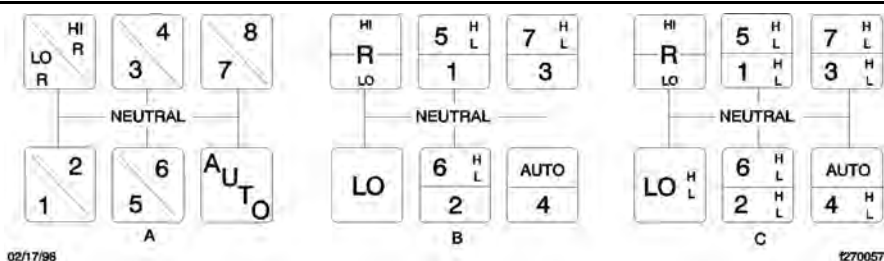 HI
R
LO
R
4
3
8
7
NEUTRAL
2
1
6
5
AUTO
A
HI
R
LO
5 H
L
1
7 H
L
3
NEUTRAL
LO
6 H
L
2
AUTO
4
B
HI
R
LO
5 H
L
1 H
L
7 H
L
3 H
L
NEUTRAL
LO H
L
6 H
L
2 H
L
AUTO
4 H
L
C
02/17/96
f270057